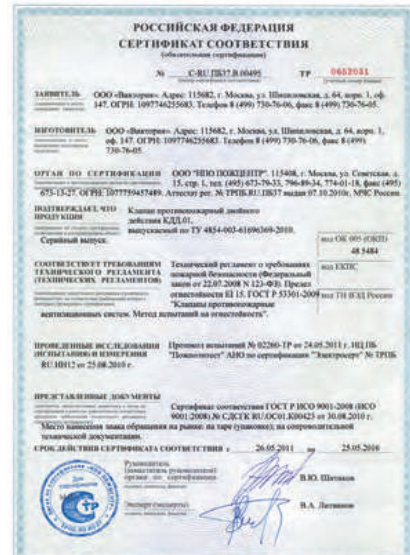 РОССИЙСКАЯ ФЕДЕРАЦИЯ
СЕРТИФИКАТ СООТВЕТСТВИЯ
(обязательная сертификация)
№ С-RU.ПБ37.В.00495 ТР 0652031
ЗАЯВИТЕЛЬ ООО «Виктория». Адрес: 115682, г. Москва, ул. Шипиловская, д. 64, корп. 1, оф.
147. ОГРН: 1097746255683. Телефон 8 (499) 730-76-06, факс 8 (499) 730-76-05.
ИЗГОТОВИТЕЛЬ ООО «Виктория». Адрес: 115682, г. Москва, ул. Шипиловская, д. 64, корп. 1,
оф. 147. ОГРН: 1097746255683. Телефон 8 (499) 730-76-06, факс 8 (499)
730-76-05.
ОРГАН ПО СЕРТИФИКАЦИИ ООО "НПО ПОЖЦЕНТР". 115408, г. Москва, ул. Советская, д.
15, стр. 1, тел. (495) 673-79-33, 796-89-34, 774-01-18, факс (495)
673-13-27. ОГРН: 1077759457489. Аттестат рег. № ТРПБ.RU.ПБ37 выдан 07.10.2010г. МЧС России
ПОДТВЕРЖДАЕТ, ЧТО
ПРОДУКЦИЯ
Клапан противопожарный двойного
действия КДД.01,
выпускаемый по ТУ 4854-003-61696369-2010.
Серийный выпуск.
код ОК 005 (ОКП)
48 5484
СООТВЕТСТВУЕТ ТРЕБОВАНИЯМ
ТЕХНИЧЕСКОГО РЕГЛАМЕНТА
(ТЕХНИЧЕСКИХ РЕГЛАМЕНТОВ)
Технический регламент о требованиях
пожарной безопасности (Федеральный
закон от 22.07.2008 N 123-ФЗ). Предел
огнестойкости EI 15. ГОСТ Р 53301-2009
"Клапаны противопожарные
вентиляционных систем. Метод испытаний на огнестойкость".
код ЕКПС
код ТН ВЭД России
ПРОВЕДЕННЫЕ ИССЛЕДОВАНИЯ
(ИСПЫТАНИЯ) И ИЗМЕРЕНИЯ
Протокол испытаний № 02260-ТР от 24.05.2011 г. ИЦ ПБ
АНО по сертификации "Электросерт" № ТРПБ
RU.ИН12 от 25.08.2010 г.
ПРЕДСТАВЛЕННЫЕ ДОКУМЕНТЫ
Сертификат соответствия ГОСТ Р ИСО 9001-2008 (ИСО
9001:2008) № СДСГК RU.ОС01.К00423 от 30.08.2010 г.
Место нанесения знака обращения на рынке: на таре (упаковке); на сопроводительной
технической документации.
СРОК ДЕЙСТВИЯ СЕРТИФИКАТА СООТВЕТСТВИЯ с 26.05.2011 по 25.05.2016
Руководитель
(заместитель руководителя)
органа по сертификации
В.Ю.
Эксперт (эксперты)
В.А.